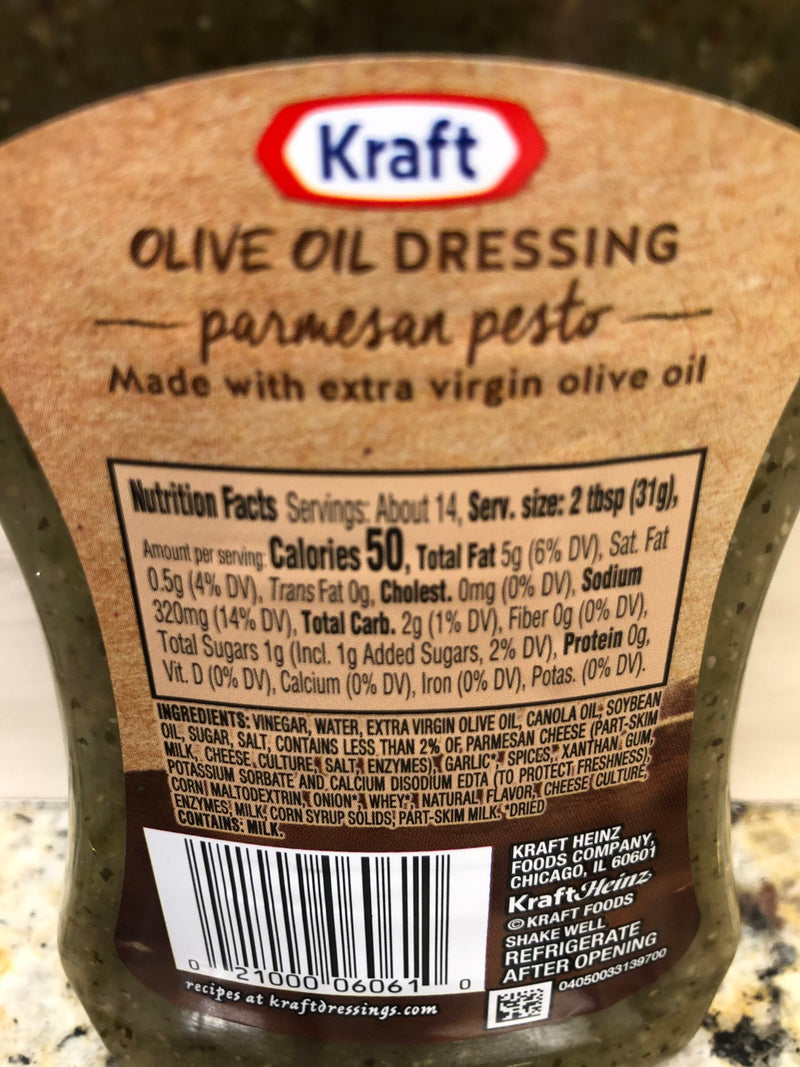 Kraft
OLIVE OIL DRESSING
parmesan pesto
Made with extra virgin olive oil
Nutrition Facts Servings: About 14, Serv. size: 2 tbsp (31g),
Amount per serving: Calories 50, Total Fat 5g (6% DV), Sat. Fat
0.5g (4% DV), Trans Fat 0g, Cholest. 0mg (0% DV), Sodium
320mg (14% DV), Total Carb. 2g (1% DV), Fiber 0g (0% DV),
Total Sugars 1g (Incl. 1g Added Sugars, 2% DV), Protein 0g,
Vit. D (0% DV), Calcium (0% DV), Iron (0% DV), Potas. (0% DV).
INGREDIENTS: VINEGAR, WATER, EXTRA VIRGIN OLIVE OIL, CANOLA OIL, SOYBEAN
OIL, SUGAR, SALT, CONTAINS LESS THAN 2% OF PARMESAN CHEESE (PART-SKIM
MILK, CHEESE CULTURE, SALT, ENZYMES), GARLIC*, SPICES, XANTHAN GUM,
POTASSIUM SORBATE AND CALCIUM DISODIUM EDTA (TO PROTECT FRESHNESS),
CORN MALTODEXTRIN, ONION*, WHEY*, NATURAL FLAVOR, CHEESE CULTURE,
ENZYMES, MILK, CORN SYRUP SOLIDS, PART-SKIM MILK. *DRIED
CONTAINS: MILK.
KRAFT HEINZ
FOODS COMPANY,
CHICAGO, IL 60601
KraftHeinz
© KRAFT FOODS
SHAKE WELL
REFRIGERATE
AFTER OPENING
04050033139700
0 21000 06061 0
recipes at kraftdressings.com